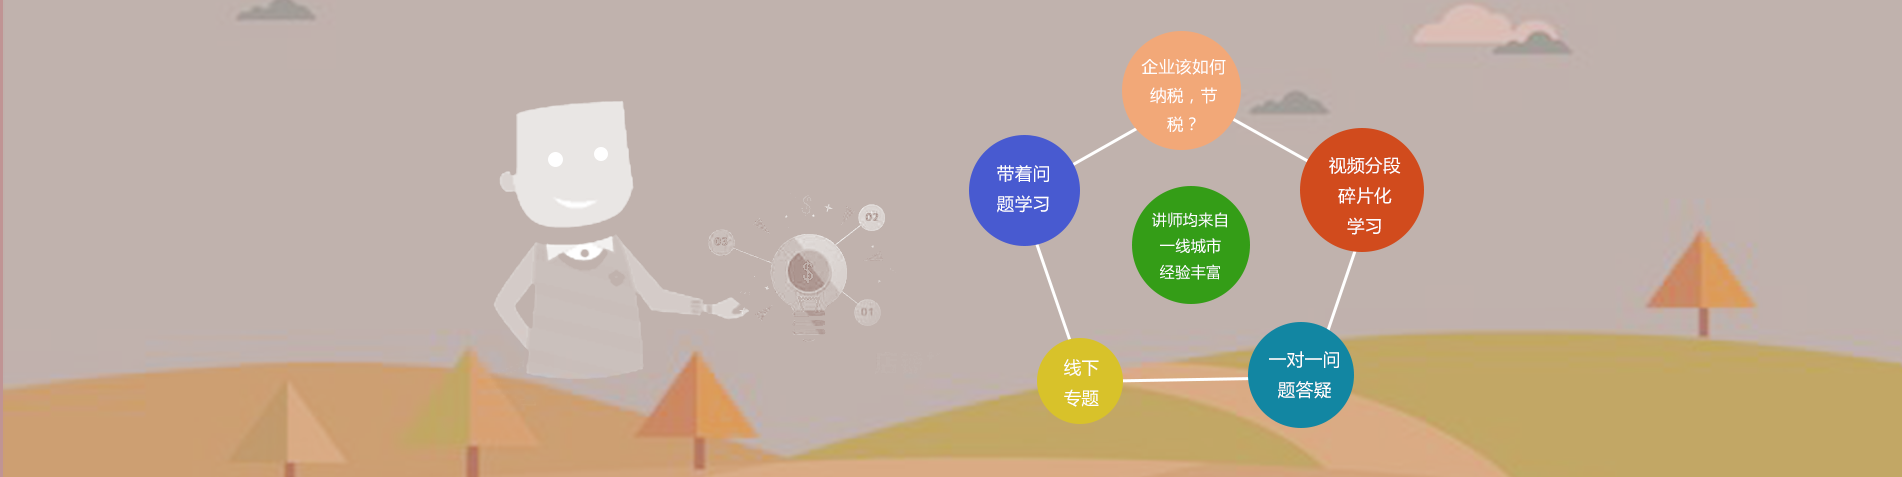 企业该如何
纳税，节
税？
带着问
题学习
视频分段
碎片化
学习
讲师均来自
一线城市
经验丰富
线下
专题
一对一问
题答疑
02
03
$
$
01